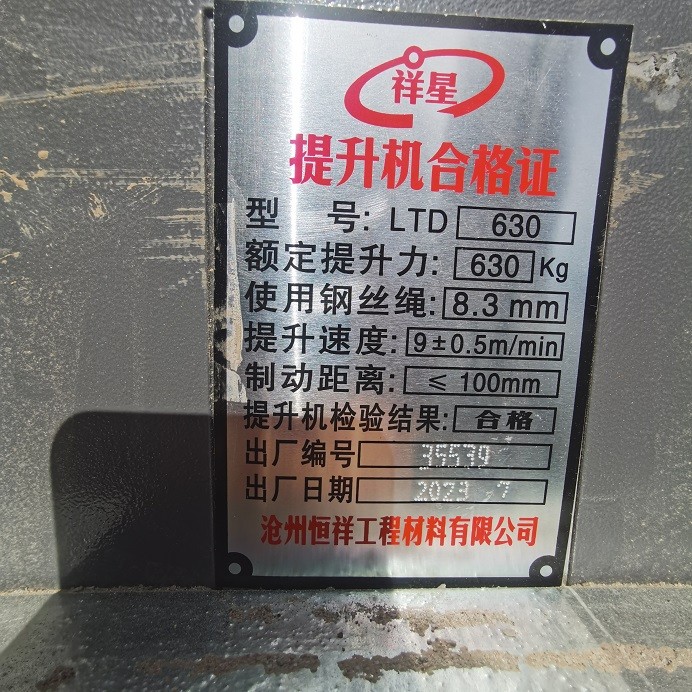 祥星
提升机合格证
型 号: LTD 630
额定提升力: 630 Kg
使用钢丝绳: 8.3 mm
提升速度: 9±0.5m/min
制动距离: ≤ 100mm
提升机检验结果: 合格
出厂编号 35539
出厂日期 2023 .7
沧州恒祥工程材料有限公司